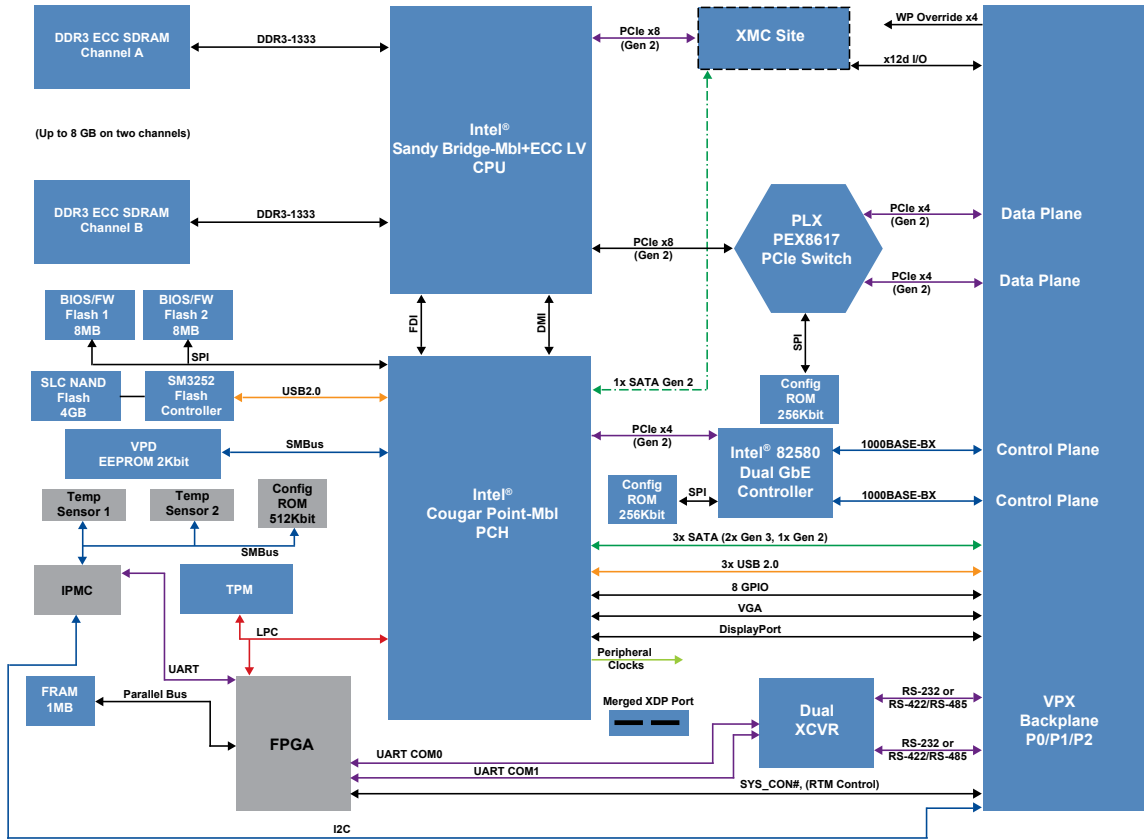 DDR3 ECC SDRAM
Channel A
DDR3-1333
(Up to 8 GB on two channels)
DDR3 ECC SDRAM
Channel B
DDR3-1333
Intel®
Sandy Bridge-Mbl+ECC LV
CPU
PCIe x8
(Gen 2)
XMC Site
WP Override x4
x12d I/O
PCIe x8
(Gen 2)
PLX
PEX8617
PCIe Switch
PCIe x4
(Gen 2)
Data Plane
PCIe x4
(Gen 2)
Data Plane
SPI
Config
ROM
256Kbit
FDI
DMI
BIOS/FW
Flash 1
8MB
BIOS/FW
Flash 2
8MB
SPI
SLC NAND
Flash
4GB
SM3252
Flash
Controller
USB2.0
VPD
EEPROM 2Kbit
SMBus
Intel®
Cougar Point-Mbl
PCH
1x SATA Gen 2
PCIe x4
(Gen 2)
Intel® 82580
Dual GbE
Controller
Config
ROM
256Kbit
SPI
1000BASE-BX
Control Plane
1000BASE-BX
Control Plane
Temp
Sensor 1
Temp
Sensor 2
Config
ROM
512Kbit
SMBus
IPMC
TPM
LPC
UART
FRAM
1MB
Parallel Bus
FPGA
3x SATA (2x Gen 3, 1x Gen 2)
3x USB 2.0
8 GPIO
VGA
DisplayPort
Peripheral
Clocks
Merged XDP Port
Dual
XCVR
RS-232 or
RS-422/RS-485
RS-232 or
RS-422/RS-485
VPX
Backplane
P0/P1/P2
UART COM0
UART COM1
SYS_CON#, (RTM Control)
I2C